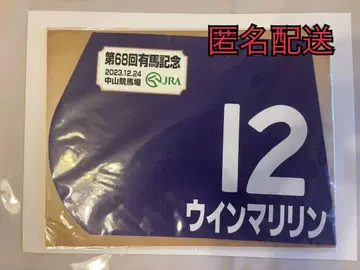 匿名配送
第68回有馬記念
2023.12.24
中山競馬場
JRA
12
ウインマリリン